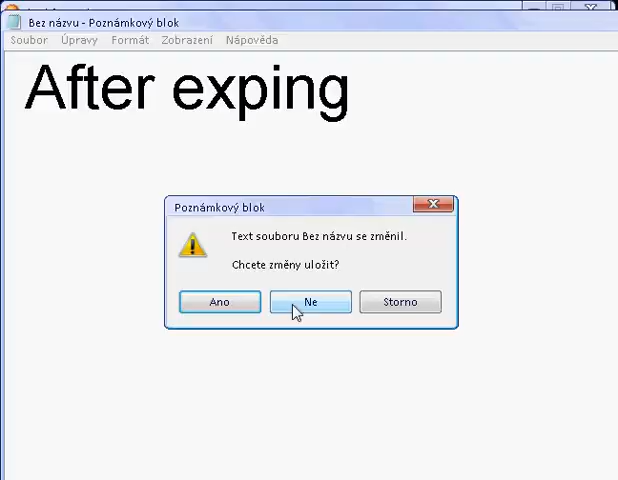 Bez názvu - Poznámkový blok
Soubor Úpravy Formát Zobrazení Nápověda
After exping
Poznámkový blok
Text souboru Bez názvu se změnil.
Chcete změny uložit?
Ano Ne Storno